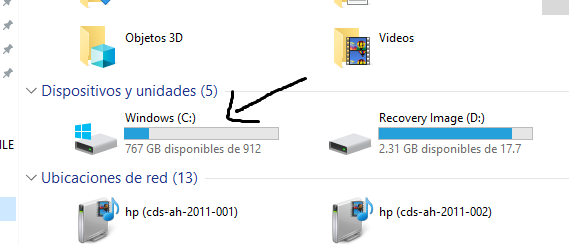 Objetos 3D
Videos
Dispositivos y unidades (5)
Windows (C:)
Recovery Image (D:)
ILE
767 GB disponibles de 912
2.31 GB disponibles de 17.7
Ubicaciones de red (13)
hp (cds-ah-2011-001)
hp (cds-ah-2011-002)